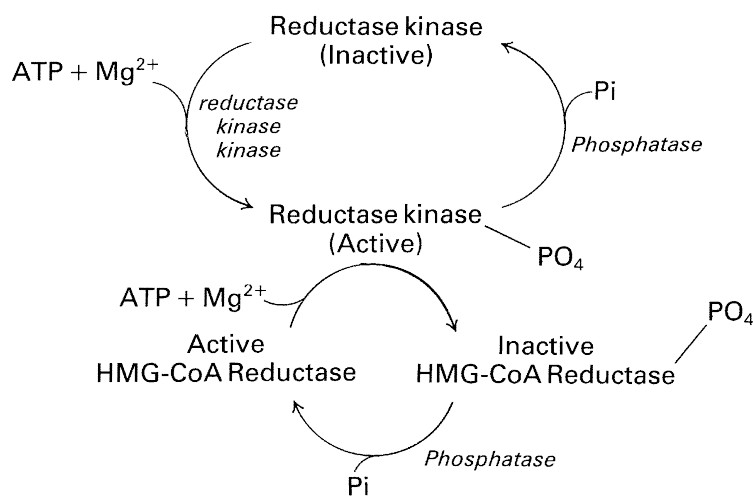 Reductase kinase
(Inactive)
ATP + Mg²⁺
reductase
kinase
kinase
Pi
Phosphatase
Reductase kinase
(Active)
PO₄
ATP + Mg²⁺
PO₄
Active
HMG-CoA Reductase
Inactive
HMG-CoA Reductase
Phosphatase
Pi